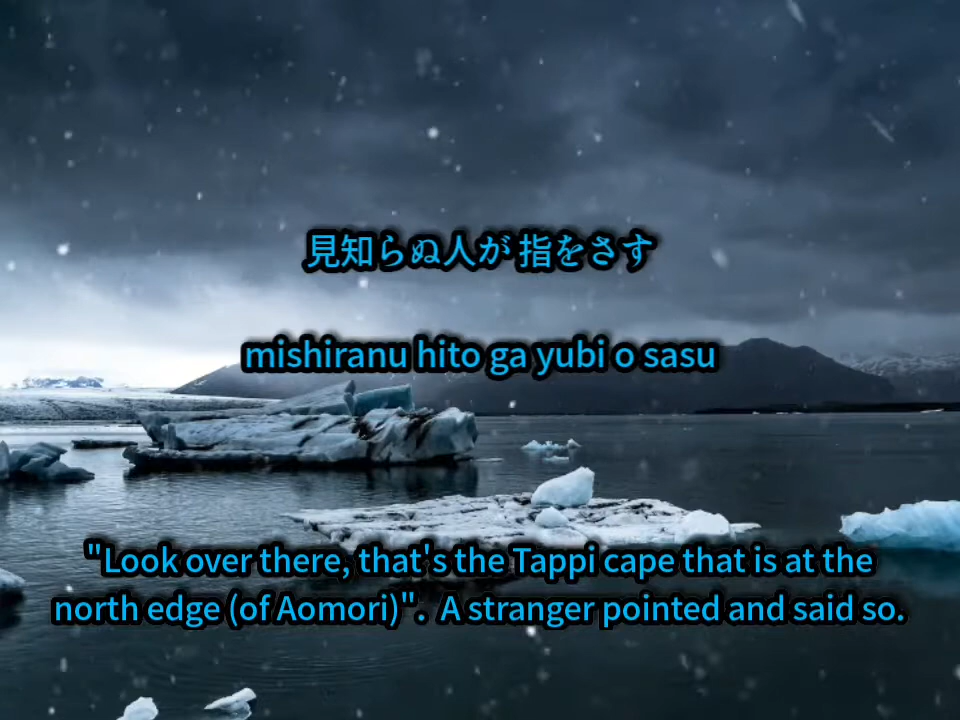 見知らぬ人が 指をさす
mishiranu hito ga yubi o sasu
"Look over there, that's the Tappi cape that is at the
north edge (of Aomori)". A stranger pointed and said so.